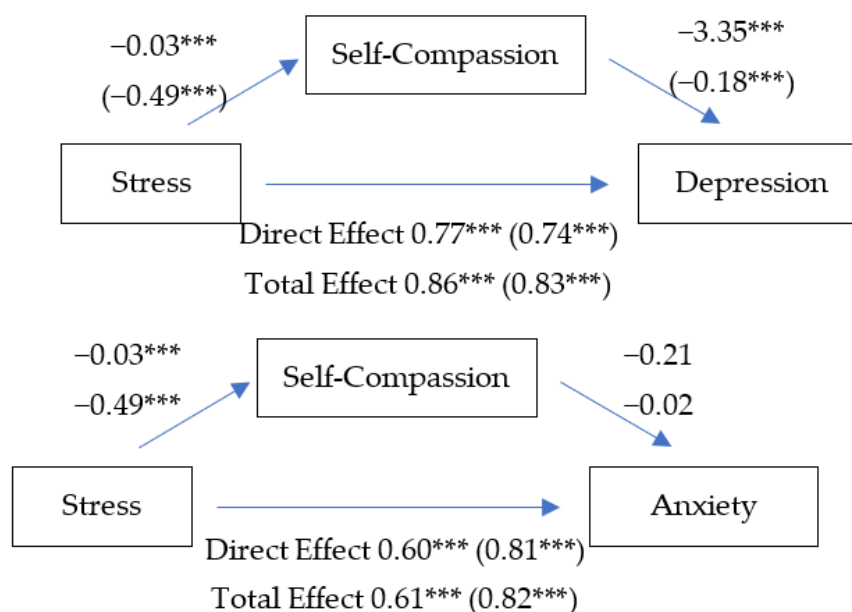 −0.03***
(−0.49***)
Self-Compassion
−3.35***
(−0.18***)
Stress
Depression
Direct Effect 0.77*** (0.74***)
Total Effect 0.86*** (0.83***)
−0.03***
−0.49***
Self-Compassion
−0.21
−0.02
Stress
Anxiety
Direct Effect 0.60*** (0.81***)
Total Effect 0.61*** (0.82***)